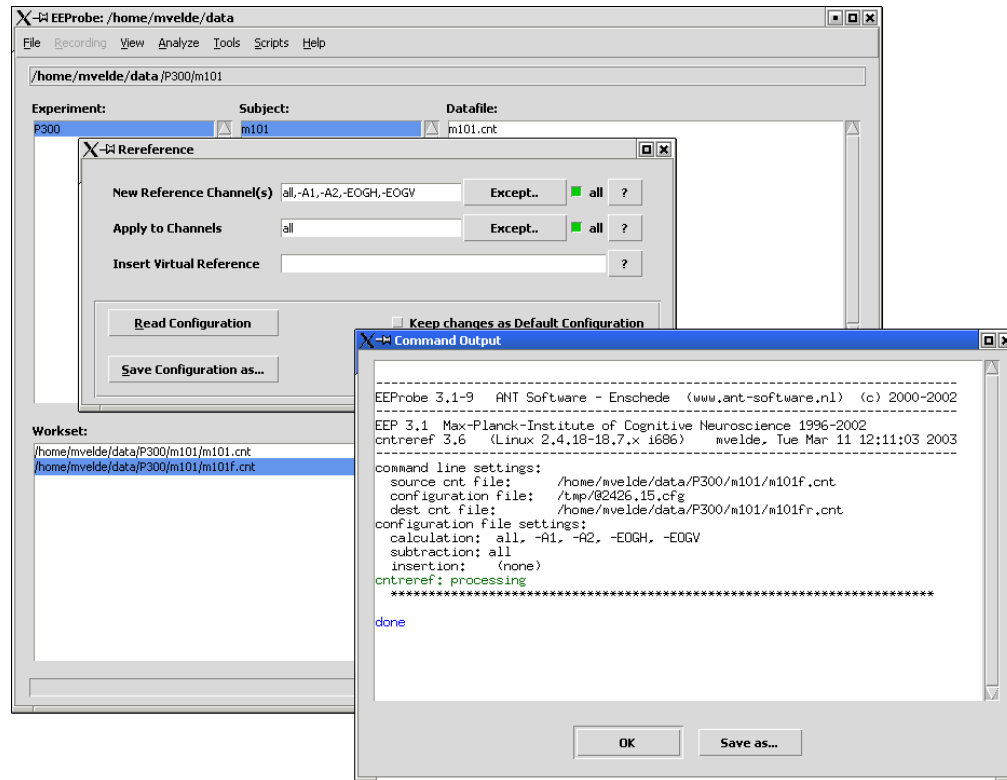 EEProbe: /home/mvelde/data
File Recording View Analyze Tools Scripts Help
/home/mvelde/data /P300/m101
Experiment: Subject: Datafile:
P300 m101 m101.cnt
Rereference
New Reference Channel(s) all,-A1,-A2,-EOGH,-EOGV Except.. all ?
Apply to Channels all Except.. all ?
Insert Virtual Reference ?
Read Configuration Keep changes as Default Configuration
Save Configuration as...
Workset:
/home/mvelde/data/P300/m101/m101.cnt
/home/mvelde/data/P300/m101/m101f.cnt
Command Output
--------------------------------------------------------------------------------
EEProbe 3.1-9 ANT Software - Enschede (www.ant-software.nl) (c) 2000-2002
--------------------------------------------------------------------------------
EEP 3.1 Max-Planck-Institute of Cognitive Neuroscience 1996-2002
cntreref 3.6 (Linux 2.4.18-18.7.x i686) mvelde, Tue Mar 11 12:11:03 2003
--------------------------------------------------------------------------------
command line settings:
source cnt file: /home/mvelde/data/P300/m101/m101f.cnt
configuration file: /tmp/@2426.15.cfg
dest cnt file: /home/mvelde/data/P300/m101/m101fr.cnt
configuration file settings:
calculation: all, -A1, -A2, -EOGH, -EOGV
subtraction: all
insertion: (none)
cntreref: processing
************************************************************************
done
OK Save as...